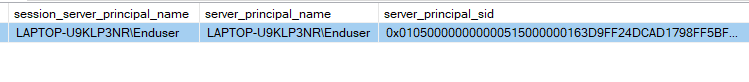 session_server_principal_name server_principal_name server_principal_sid
LAPTOP-U9KLP3NR\Enduser LAPTOP-U9KLP3NR\Enduser 0x010500000000000515000000163D9FF24DCAD1798FF5BF...